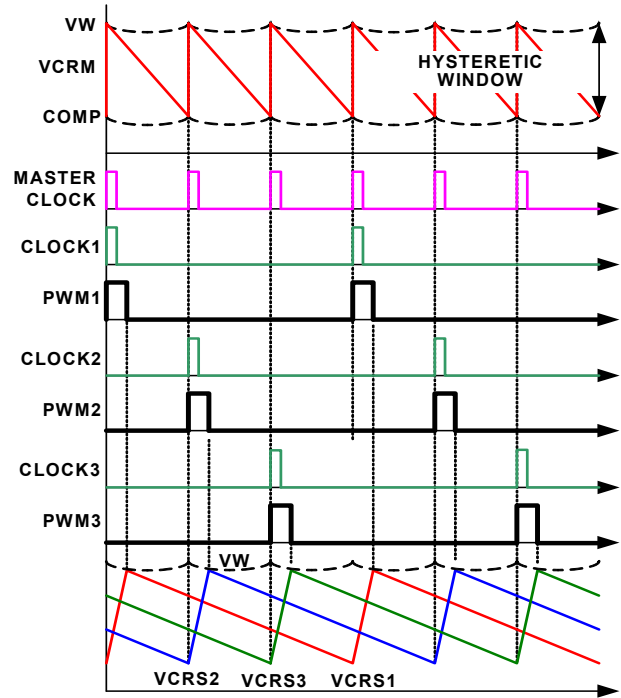 VW
VCRM
HYSTERETIC
WINDOW
COMP
MASTER
CLOCK
CLOCK1
PWM1
CLOCK2
PWM2
CLOCK3
PWM3
VW
VCRS2 VCRS3 VCRS1